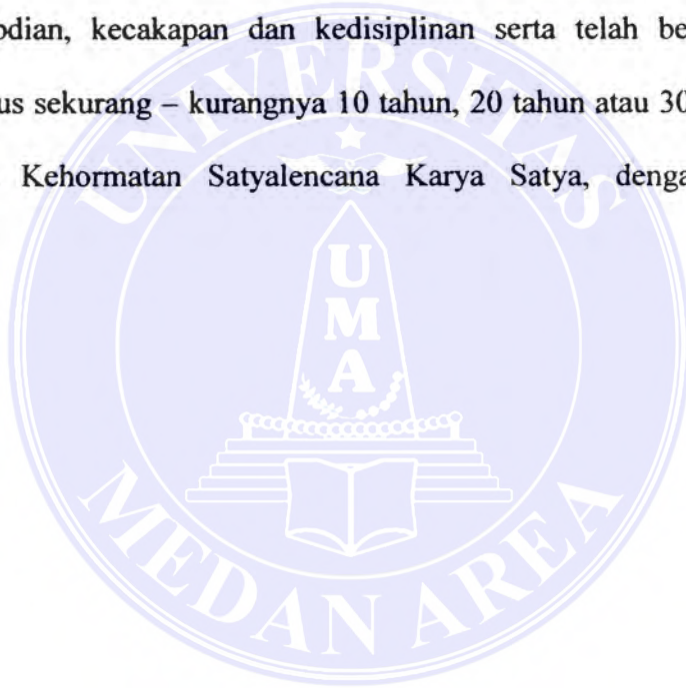 odian, kecakapan dan kedisiplinan serta telah be
us sekurang – kurangnya 10 tahun, 20 tahun atau 30
Kehormatan Satyalencana Karya Satya, denga
UNIVERSITAS
U
M
A
MEDAN AREA